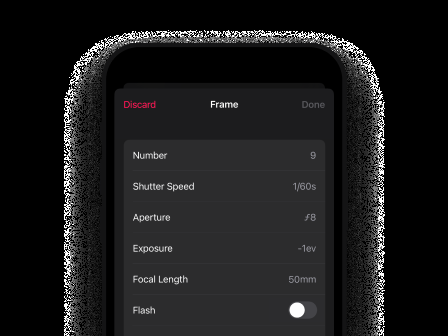 Discard Frame Done
Number 9
Shutter Speed 1/60s
Aperture ƒ8
Exposure -1ev
Focal Length 50mm
Flash